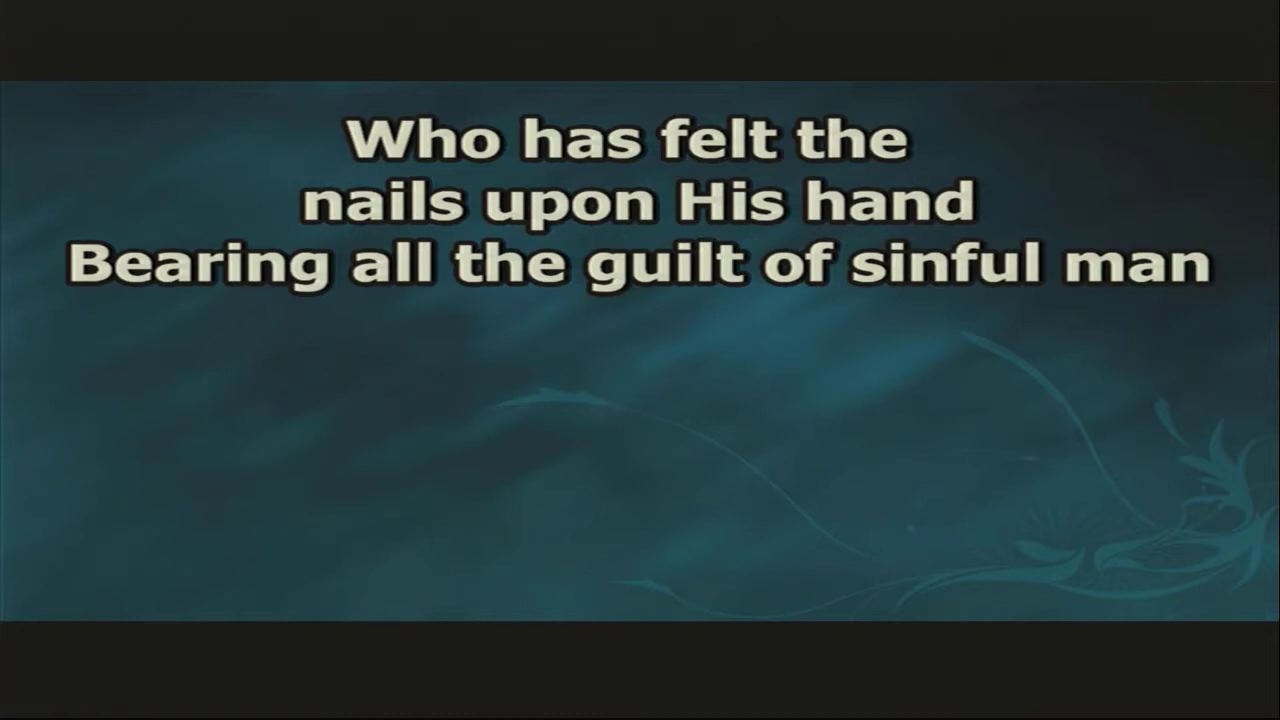 Who has felt the
nails upon His hand
Bearing all the guilt of sinful man